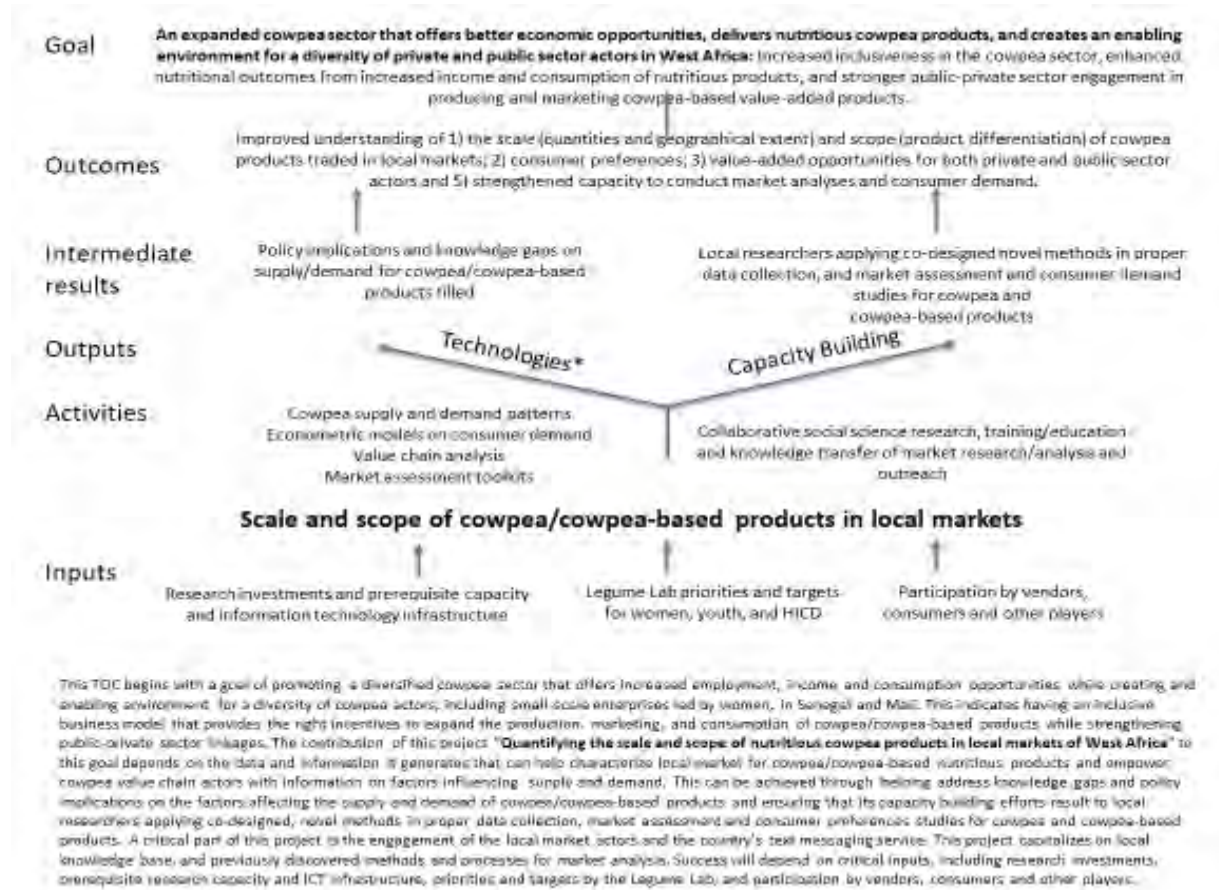 Goal
An expanded cowpea sector that offers better economic opportunities, delivers nutritious cowpea products, and creates an enabling
environment for a diversity of private and public sector actors in West Africa: Increased inclusiveness in the cowpea sector, enhanced
nutritional outcomes from increased income and consumption of nutritious products, and stronger public-private sector engagement in
producing and marketing cowpea-based value-added products.
Outcomes
Improved understanding of 1) the scale (quantities and geographical extent) and scope (product differentiation) of cowpea
products traded in local markets; 2) consumer preferences; 3) value-added opportunities for both private and public sector
actors and 5) strengthened capacity to conduct market analyses and consumer demand.
Intermediate
results
Policy implications and knowledge gaps on
supply/demand for cowpea/cowpea-based
products filled
Local researchers applying co-designed novel methods in proper
data collection, and market assessment and consumer demand
studies for cowpea and
cowpea-based products
Outputs
Technologies*
Capacity Building
Activities
Cowpea supply and demand patterns
Econometric models on consumer demand
Value chain analysis
Market assessment toolkits
Collaborative social science research, training/education
and knowledge transfer of market research/analysis and
outreach
Scale and scope of cowpea/cowpea-based products in local markets
Inputs
Research investments and prerequisite capacity
and information technology infrastructure
Legume Lab priorities and targets
for women, youth, and HICD
Participation by vendors,
consumers and other players
This TOC begins with a goal of promoting a diversified cowpea sector that offers increased employment, income and consumption opportunities while creating and
enabling environment for a diversity of cowpea actors, including small scale enterprises led by women, in Senegal and Mali. This indicates having an inclusive
business model that provides the right incentives to expand the production, marketing, and consumption of cowpea/cowpea-based products while strengthening
public-private sector linkages. The contribution of this project "Quantifying the scale and scope of nutritious cowpea products in local markets of West Africa" to
this goal depends on the data and information it generates that can help characterize local market for cowpea/cowpea-based nutritious products and empower
cowpea value chain actors with information on factors influencing supply and demand. This can be achieved through helping address knowledge gaps and policy
implications on the factors affecting the supply and demand of cowpea/cowpea-based products and ensuring that its capacity building efforts result to local
researchers applying co-designed, novel methods in proper data collection, market assessment and consumer preferences studies for cowpea and cowpea-based
products. A critical part of this project is the engagement of the local market actors and the country's text messaging service. This project capitalizes on local
knowledge base, and previously discovered methods and processes for market analysis. Success will depend on critical inputs, including research investments,
prerequisite research capacity and ICT infrastructure, priorities and targets by the Legume Lab, and participation by vendors, consumers and other players.